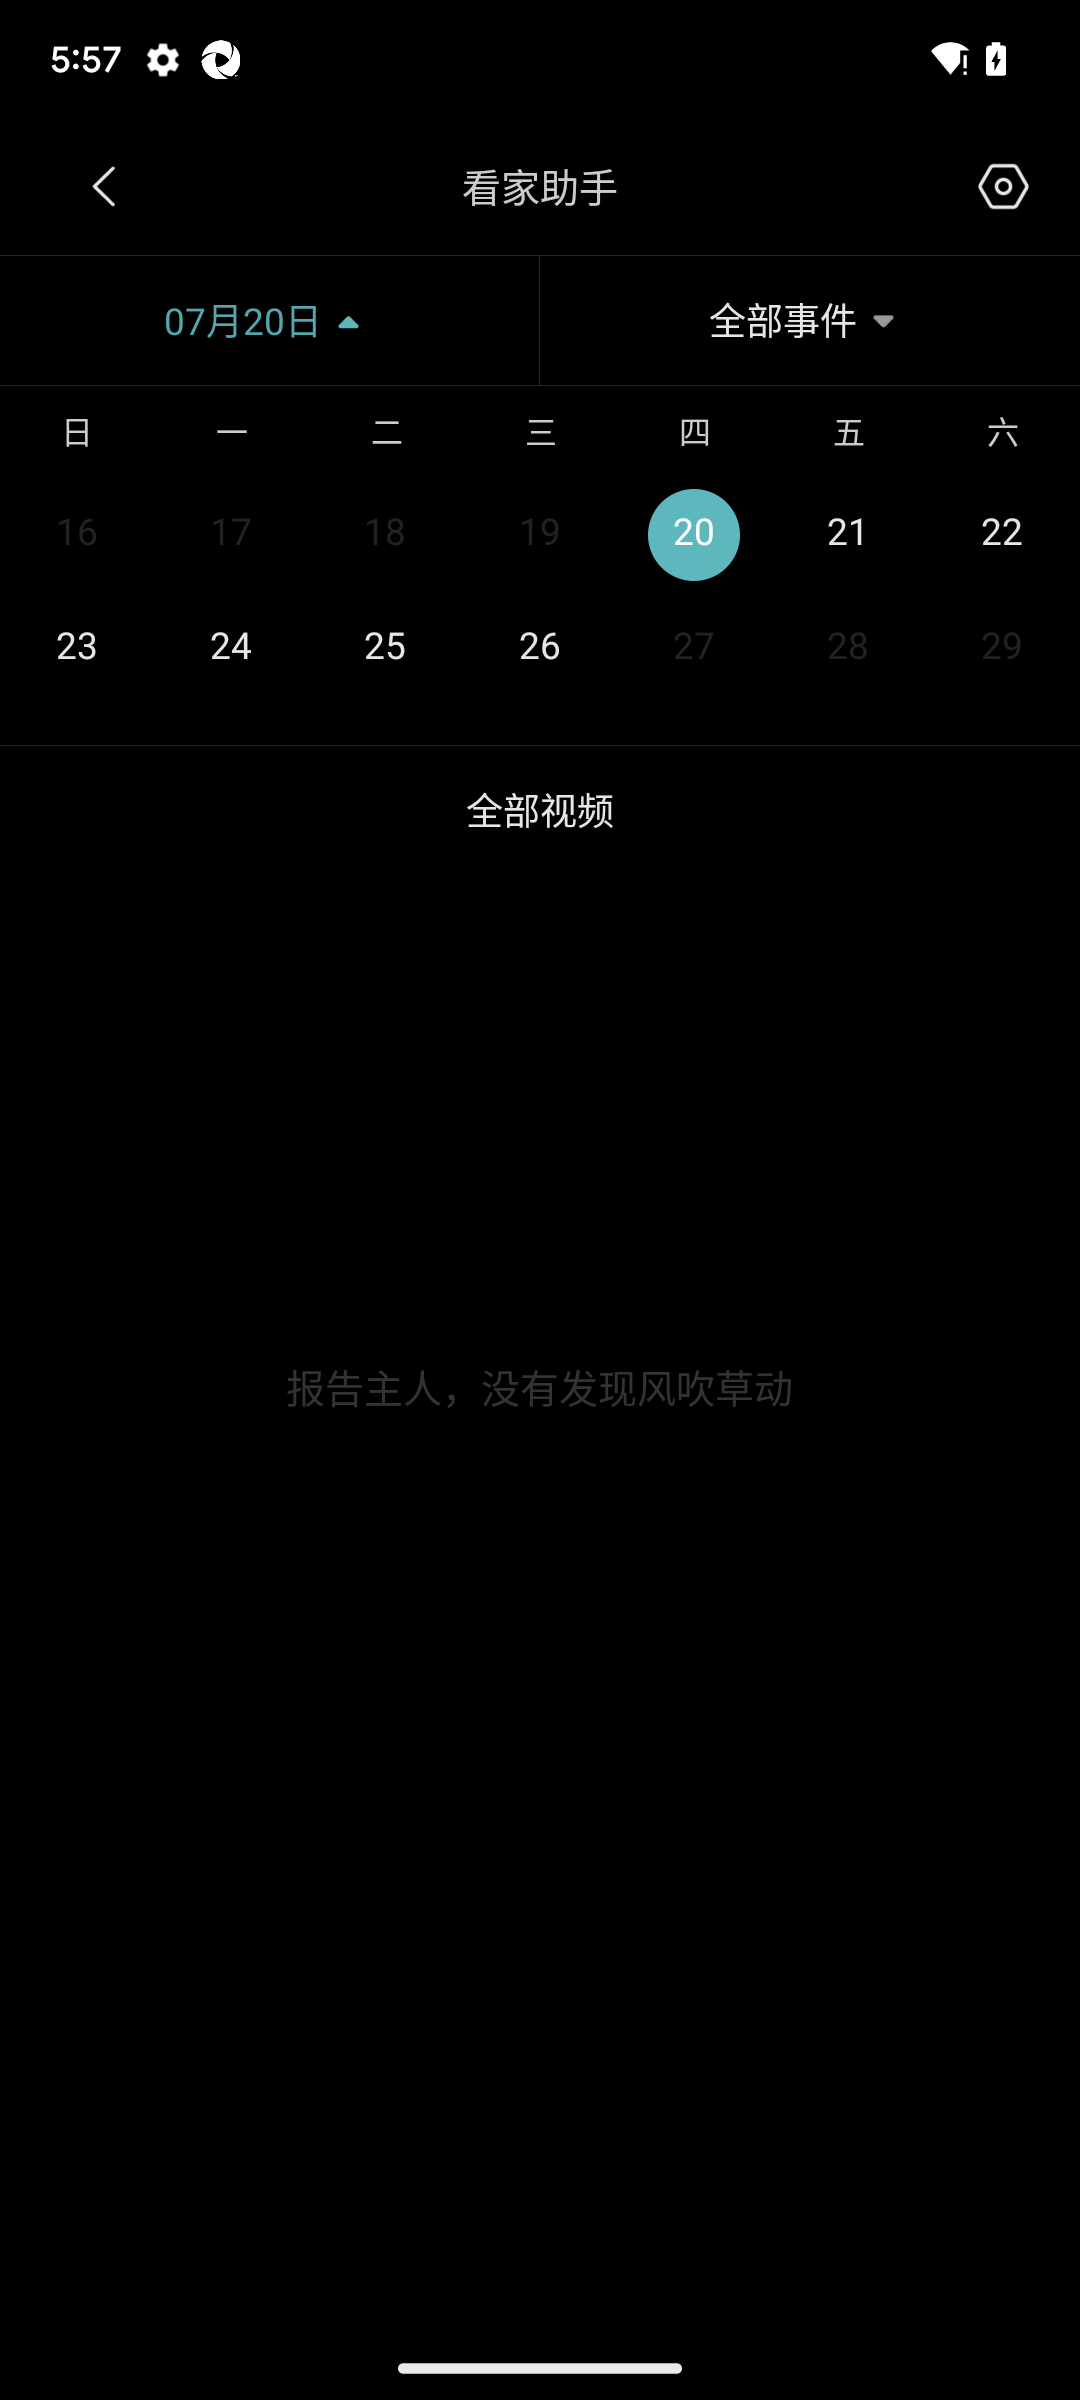 5:57
看家助手
07月20日
全部事件
日 一 二 三 四 五 六
16 17 18 19 20 21 22
23 24 25 26 27 28 29
全部视频
报告主人，没有发现风吹草动